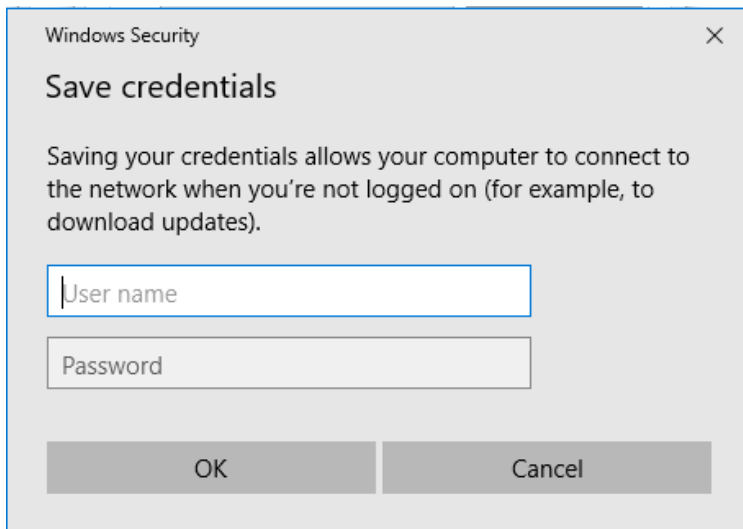 Windows Security
Save credentials
Saving your credentials allows your computer to connect to
the network when you're not logged on (for example, to
download updates).
User name
Password
OK
Cancel